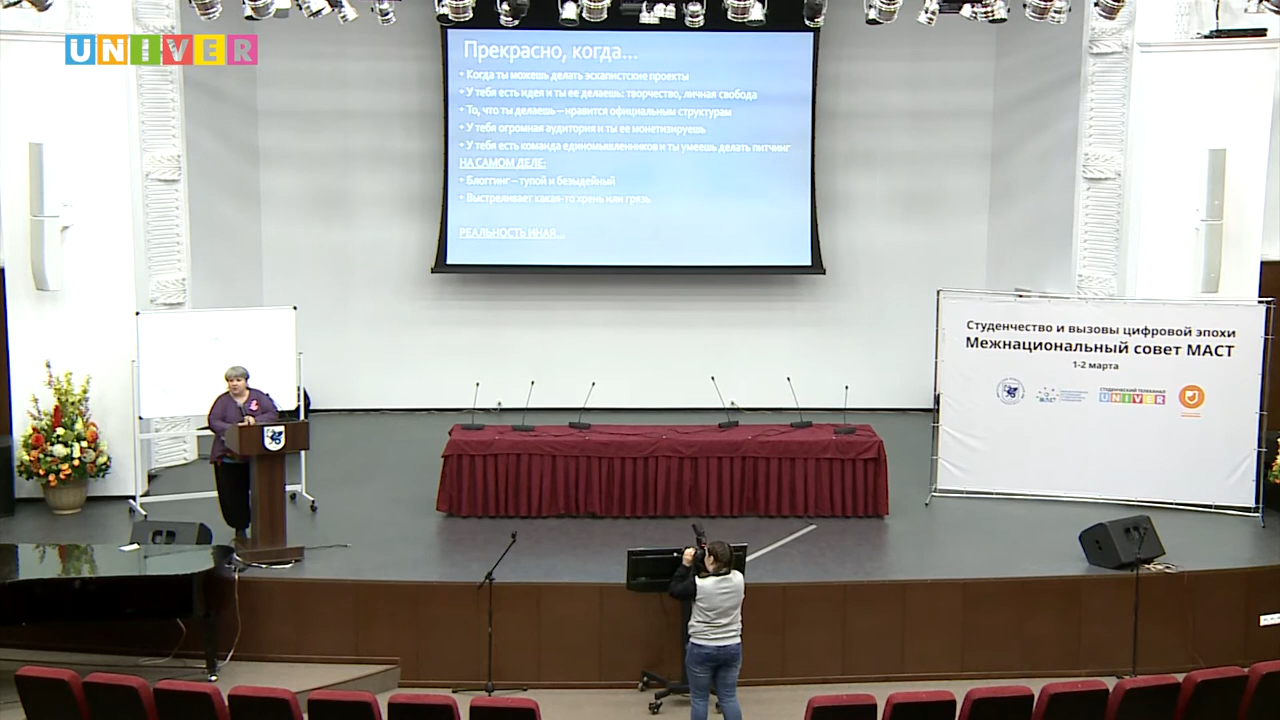 UNIVER
Прекрасно, когда...
Когда ты можешь делать эскапистские проекты
У тебя есть идея и ты ее делаешь: творчество, личная свобода
То, что ты делаешь – нравится официальным структурам
У тебя огромная аудитория и ты ее монетизируешь
У тебя есть команда единомышленников и ты умеешь делать питчинг
НА САМОМ ДЕЛЕ:
Блоггинг – тупой и безыдейный
Выстреливает какая-то хрень или грязь
РЕАЛЬНОСТЬ ИНАЯ...
Студенчество и вызовы цифровой эпохи
Межнациональный совет МАСТ
1-2 марта
СТУДЕНЧЕСКИЙ ТЕЛЕКАНАЛ
UNIVER